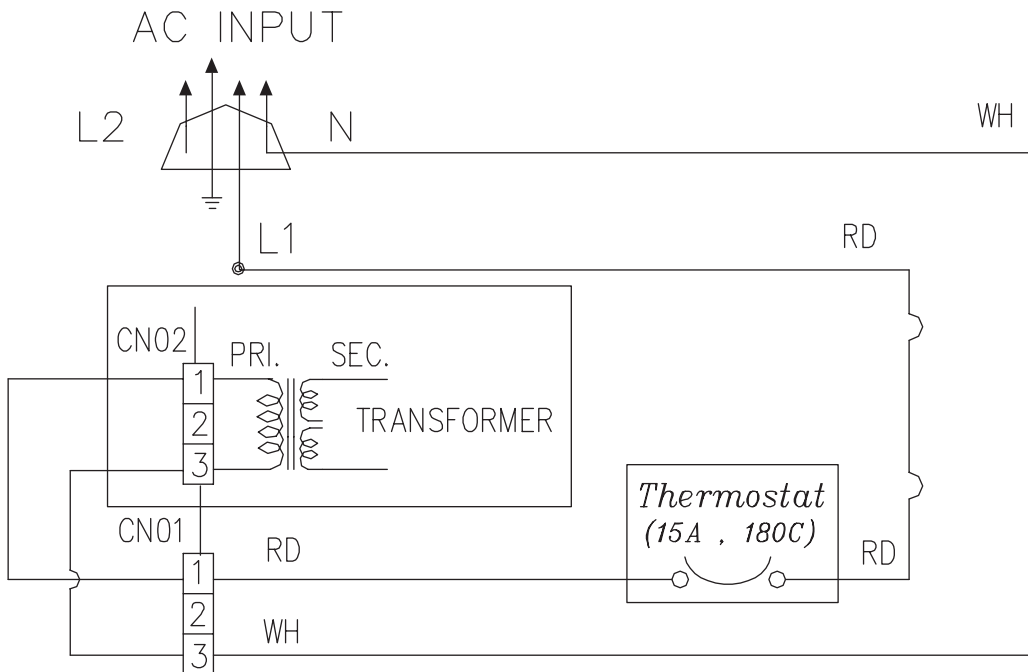 AC INPUT
L2
N
WH
L1
RD
CN02
PRI.
SEC.
1
2
3
TRANSFORMER
Thermostat
(15A , 180C)
CN01
RD
RD
1
2
3
WH